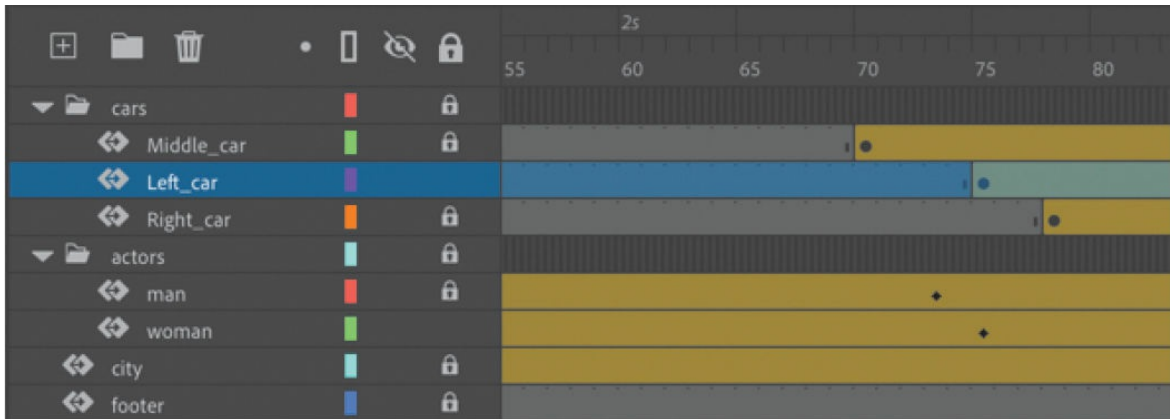 2s
55 60 65 70 75 80
cars
Middle_car
Left_car
Right_car
actors
man
woman
city
footer